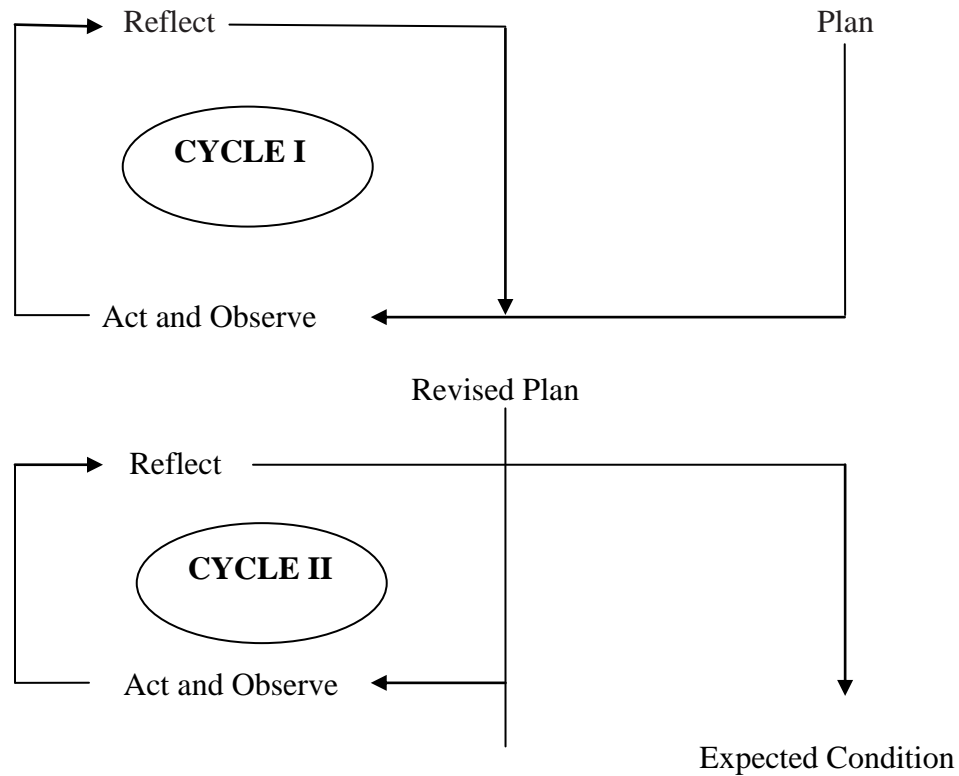 Reflect
Plan
CYCLE I
Act and Observe
Revised Plan
Reflect
CYCLE II
Act and Observe
Expected Condition